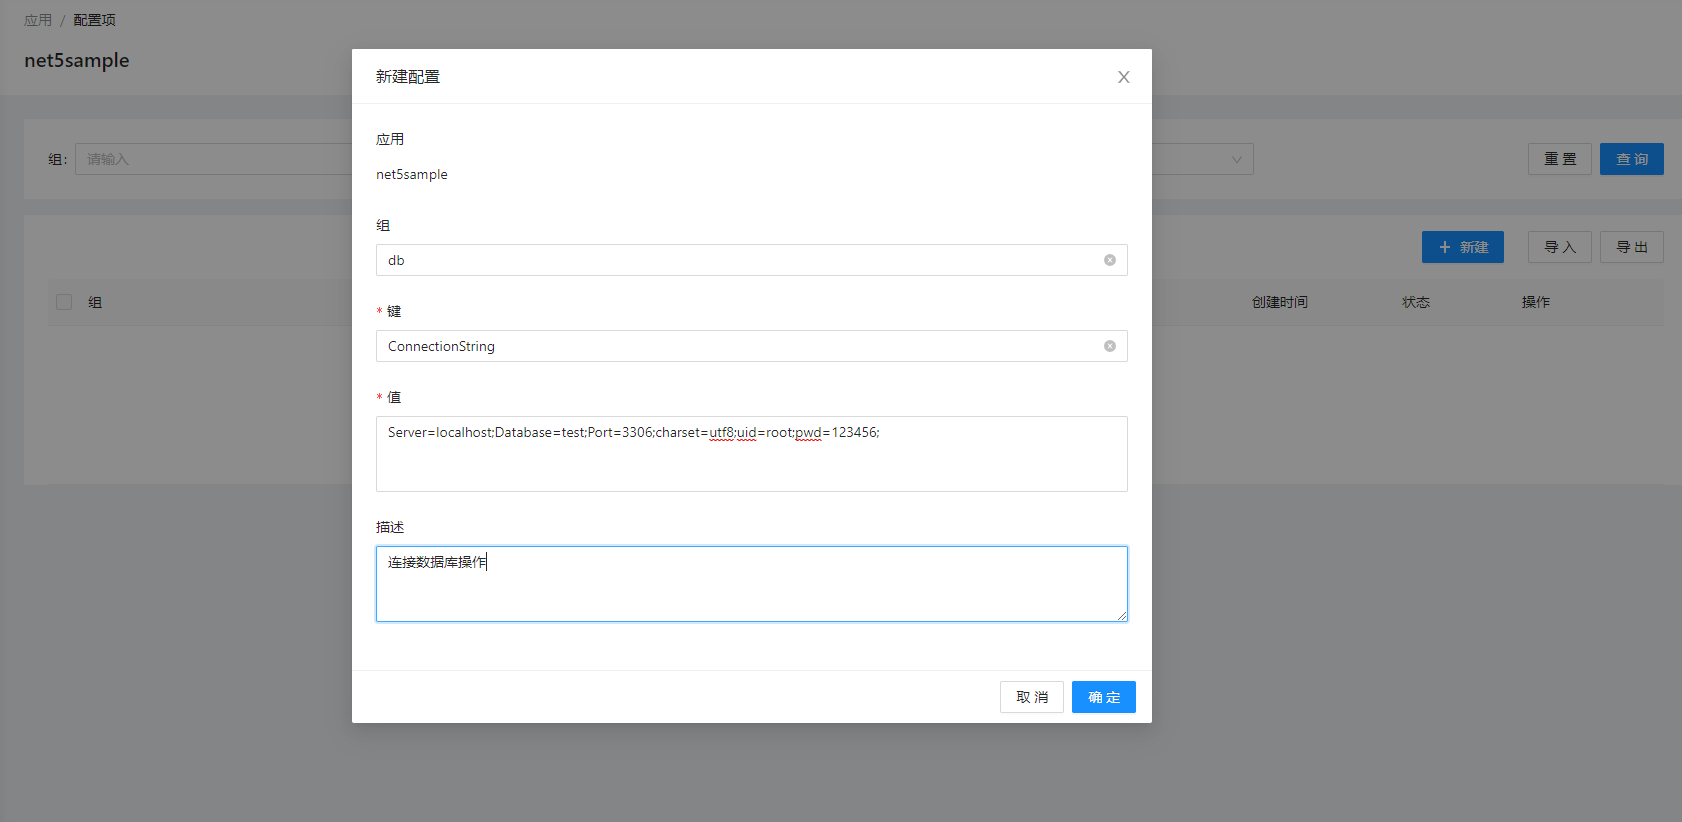 应用 / 配置项
net5sample
组: 请输入
重 置 查 询
+ 新建 导 入 导 出
组 创建时间 状态 操作
新建配置
应用
net5sample
组
db
* 键
ConnectionString
* 值
Server=localhost;Database=test;Port=3306;charset=utf8;uid=root;pwd=123456;
描述
连接数据库操作
取 消 确 定